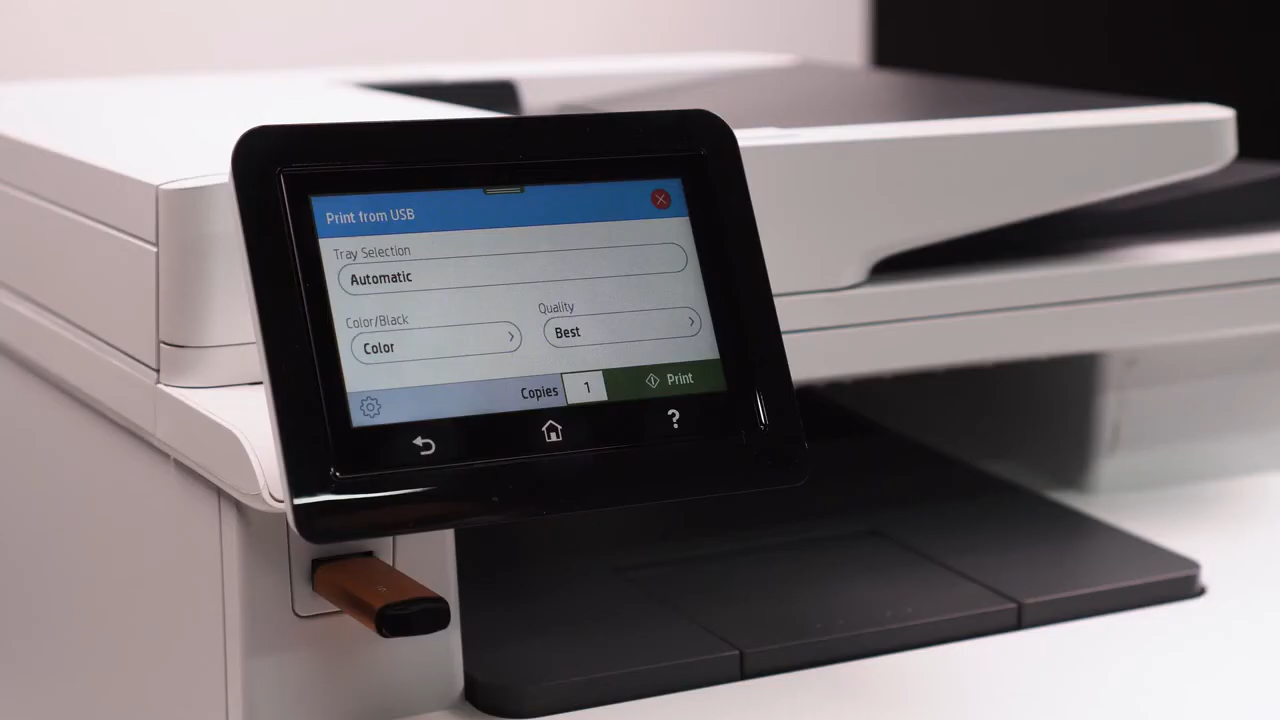 Print from USB
Tray Selection
Automatic
Color/Black
Quality
Color
Best
Copies
1
Print
?